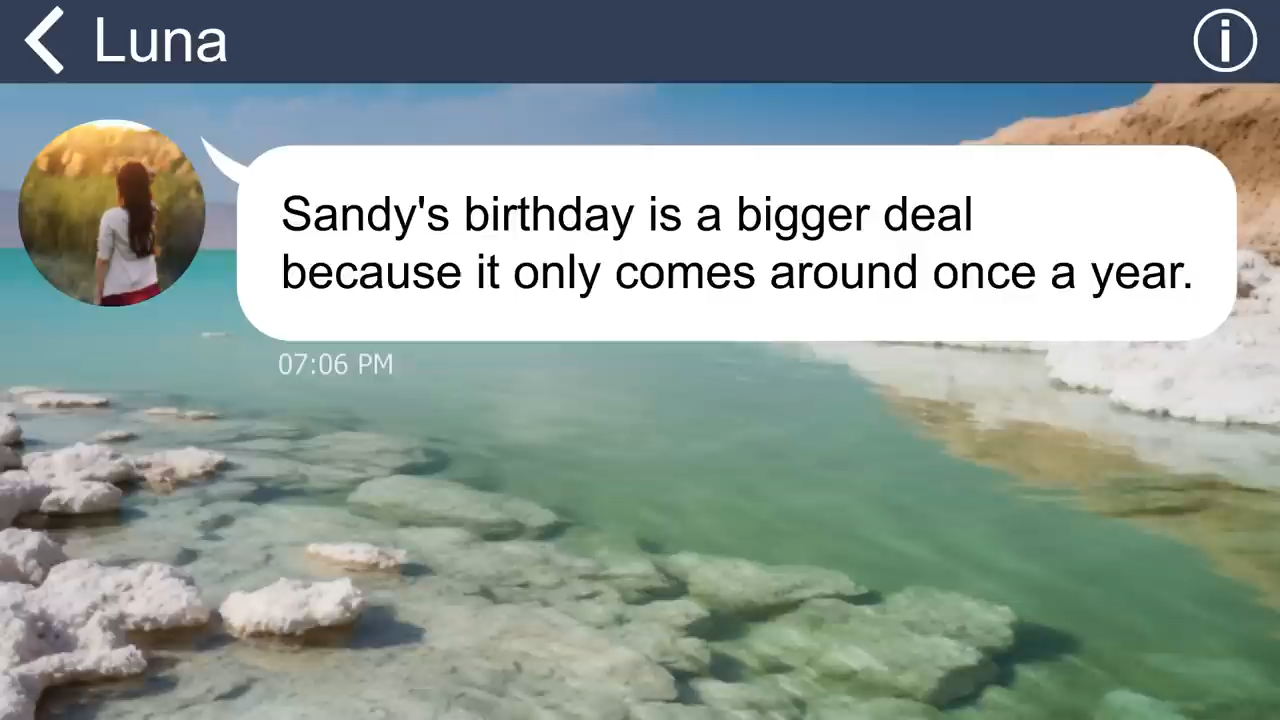 Luna
Sandy's birthday is a bigger deal
because it only comes around once a year.
07:06 PM